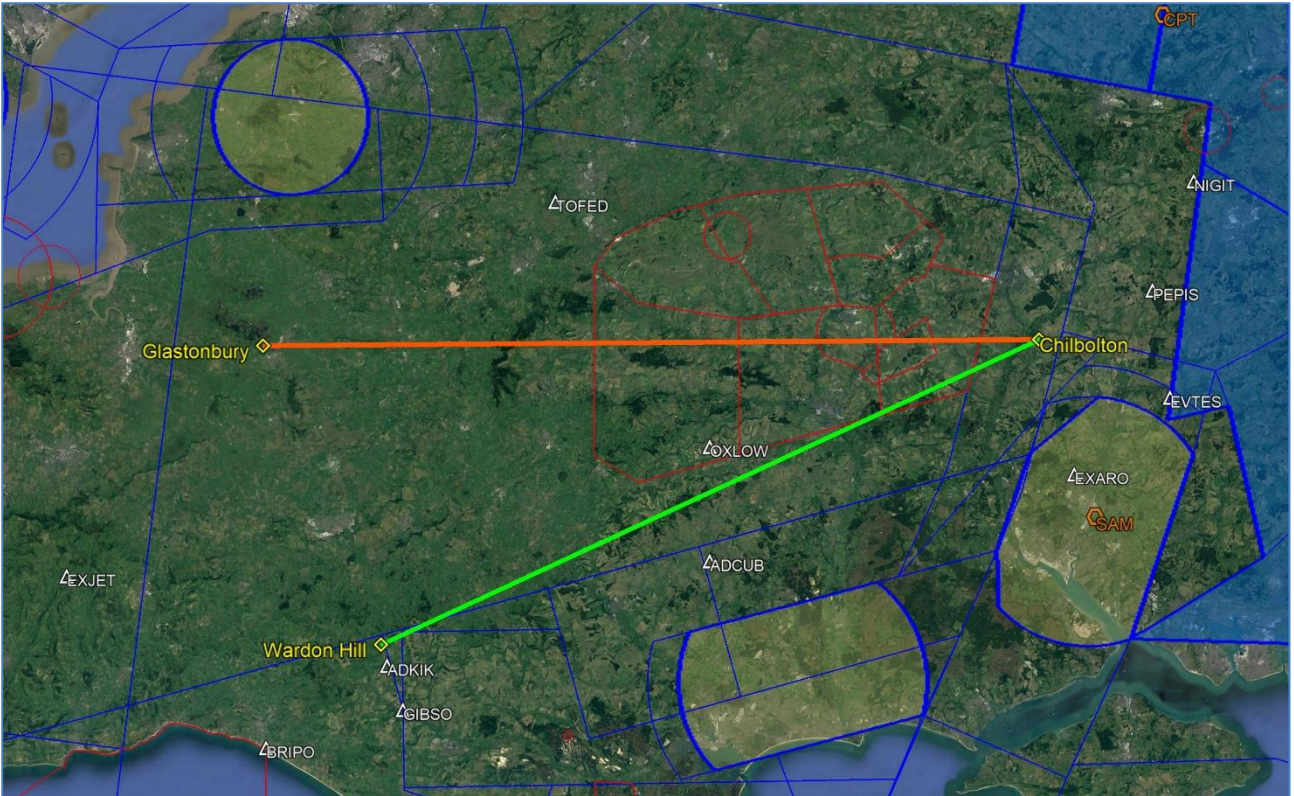 CPT
NIGIT
TOFED
PEPIS
Glastonbury
Chilbolton
EVTES
OXLOW
EXARO
SAM
ADCUB
EXJET
Wardon Hill
ADKIK
GIBSO
BRIPO